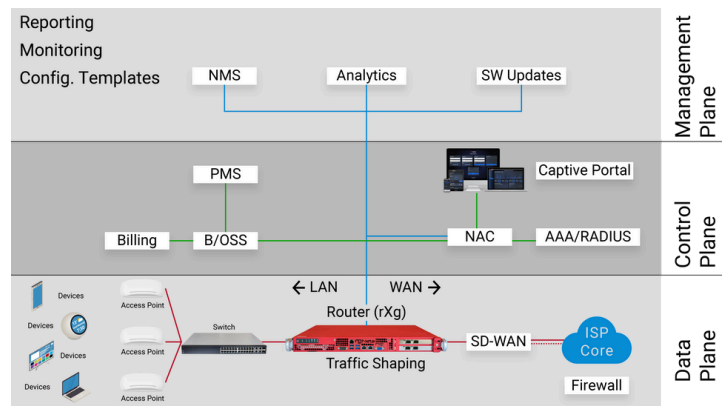 Reporting
Monitoring
Config. Templates
NMS
Analytics
SW Updates
Management
Plane
PMS
Captive Portal
Billing
B/OSS
NAC
AAA/RADIUS
Control
Plane
← LAN
WAN →
Router (rXg)
Devices
Access Point
Devices
Switch
Access Point
Devices
SD-WAN
ISP
Core
Traffic Shaping
Devices
Access Point
Firewall
Data
Plane